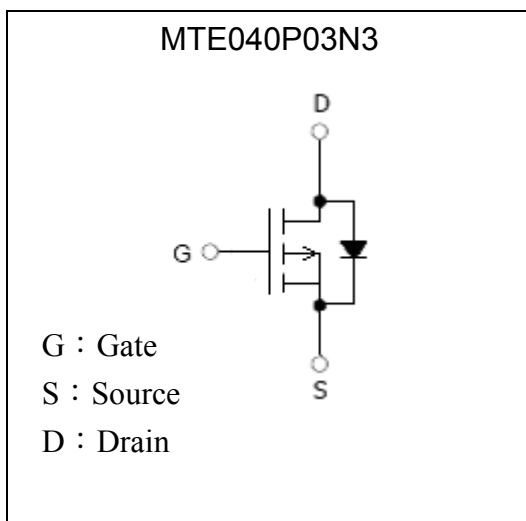 MTE040P03N3
D
G
S
G：Gate
S：Source
D：Drain